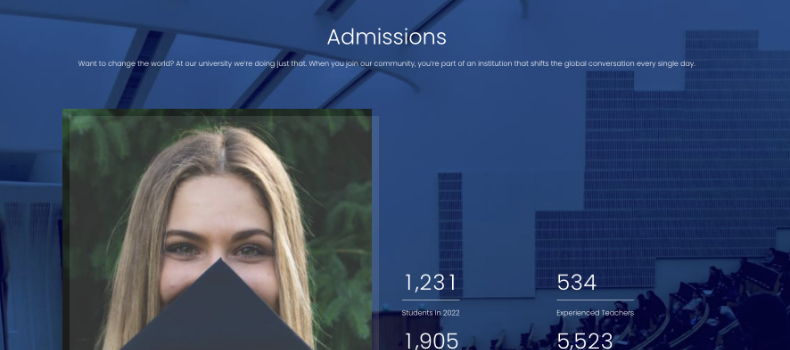 Admissions
Want to change the world? At our university we're doing just that. When you join our community, you're part of an institution that shifts the global conversation every single day.
1,231
534
Students in 2022
Experienced Teachers
1,905
5,523